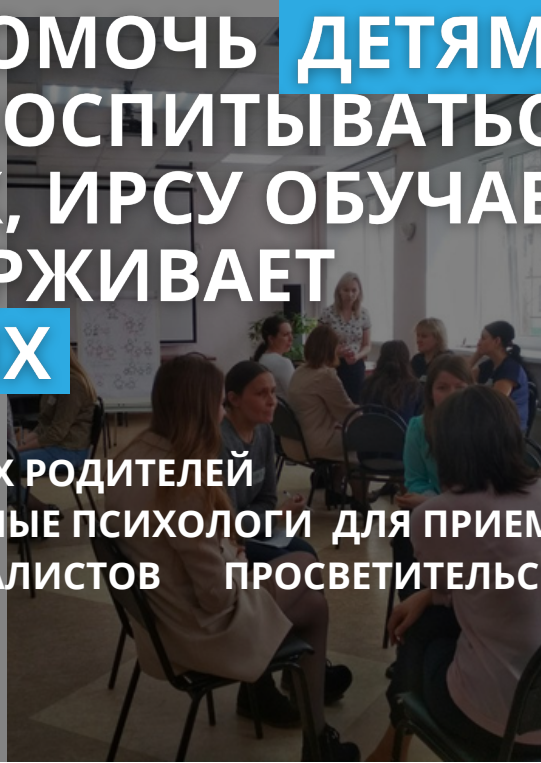 ОМОЧЬ ДЕТЯМ
ОСПИТЫВАТЬС
, ИРСУ ОБУЧАЕ
РЖИВАЕТ
Х
Х РОДИТЕЛЕЙ
НЫЕ ПСИХОЛОГИ ДЛЯ ПРИЕМ
АЛИСТОВ ПРОСВЕТИТЕЛЬС